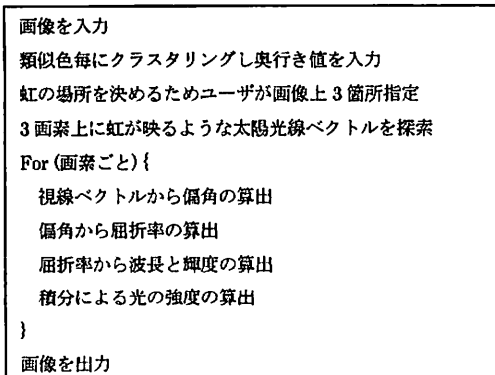 画像を入力
類似色毎にクラスタリングし奥行き値を入力
虹の場所を決めるためユーザが画像上3箇所指定
3画素上に虹が映るような太陽光線ベクトルを探索
For (画素ごと) {
視線ベクトルから偏角の算出
偏角から屈折率の算出
屈折率から波長と輝度の算出
積分による光の強度の算出
}
画像を出力